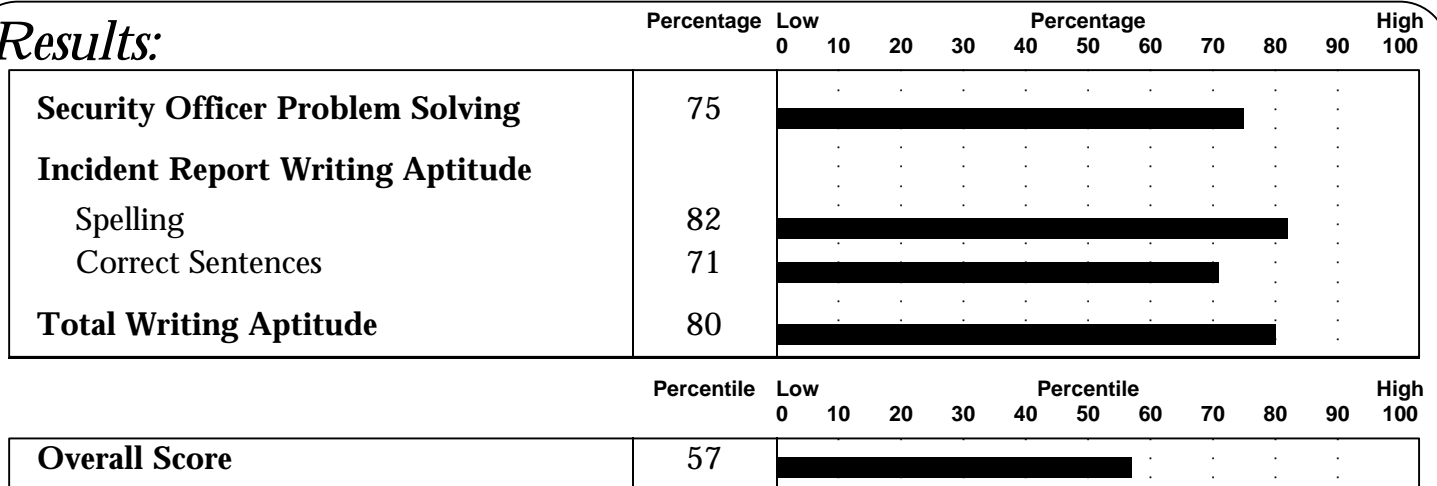 Results:
Percentage Low Percentage High
0 10 20 30 40 50 60 70 80 90 100
Security Officer Problem Solving 75
Incident Report Writing Aptitude
Spelling 82
Correct Sentences 71
Total Writing Aptitude 80
Percentile Low Percentile High
0 10 20 30 40 50 60 70 80 90 100
Overall Score 57